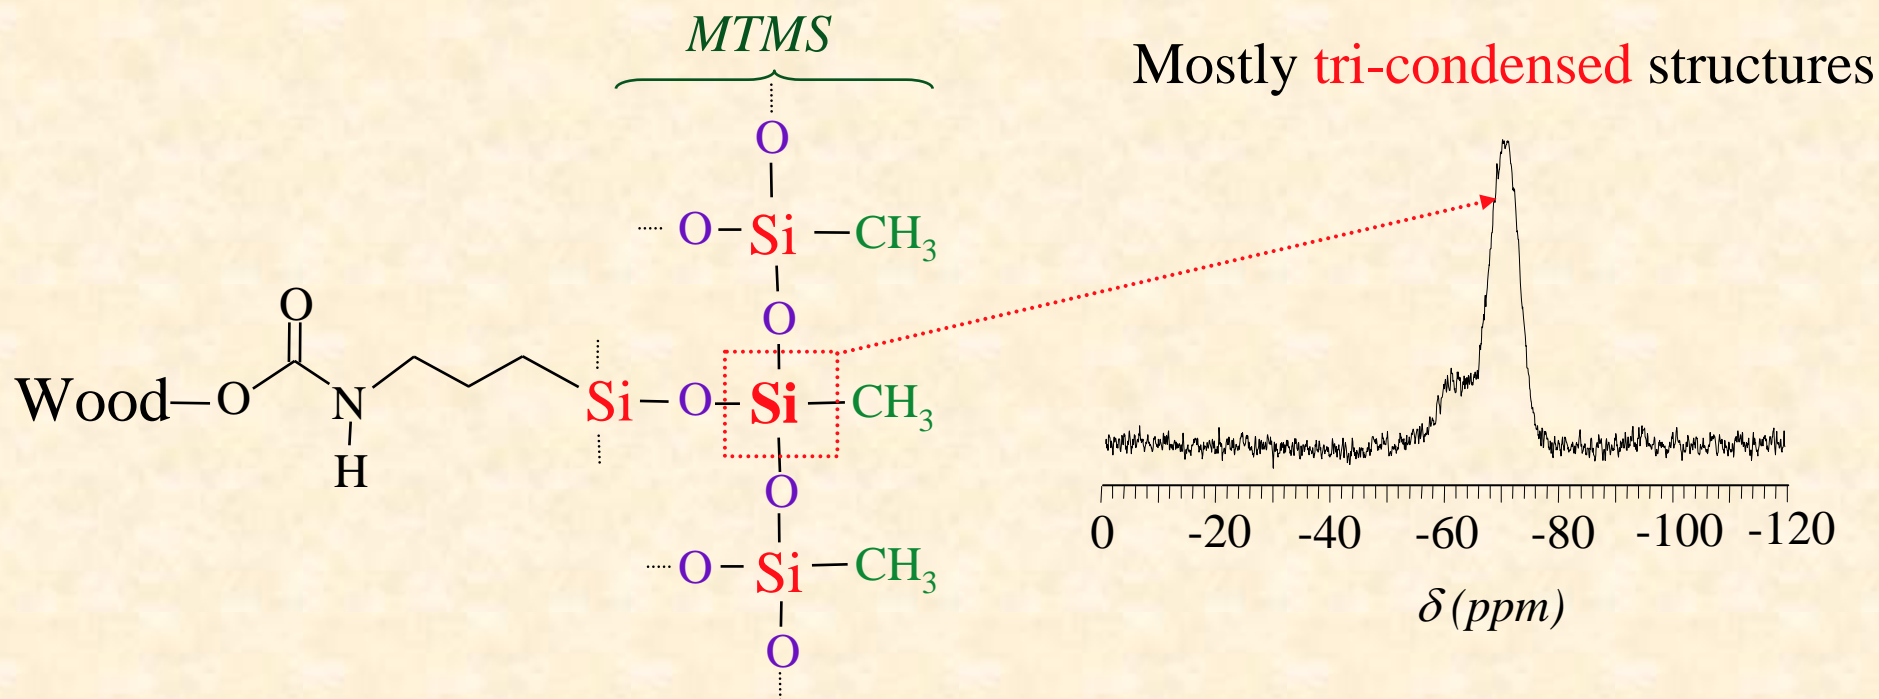 MTMS
Mostly tri-condensed structures
O
O Si CH3
O
O
Wood O N Si O Si CH3
H
O
O Si CH3
O
0 -20 -40 -60 -80 -100 -120
δ (ppm)